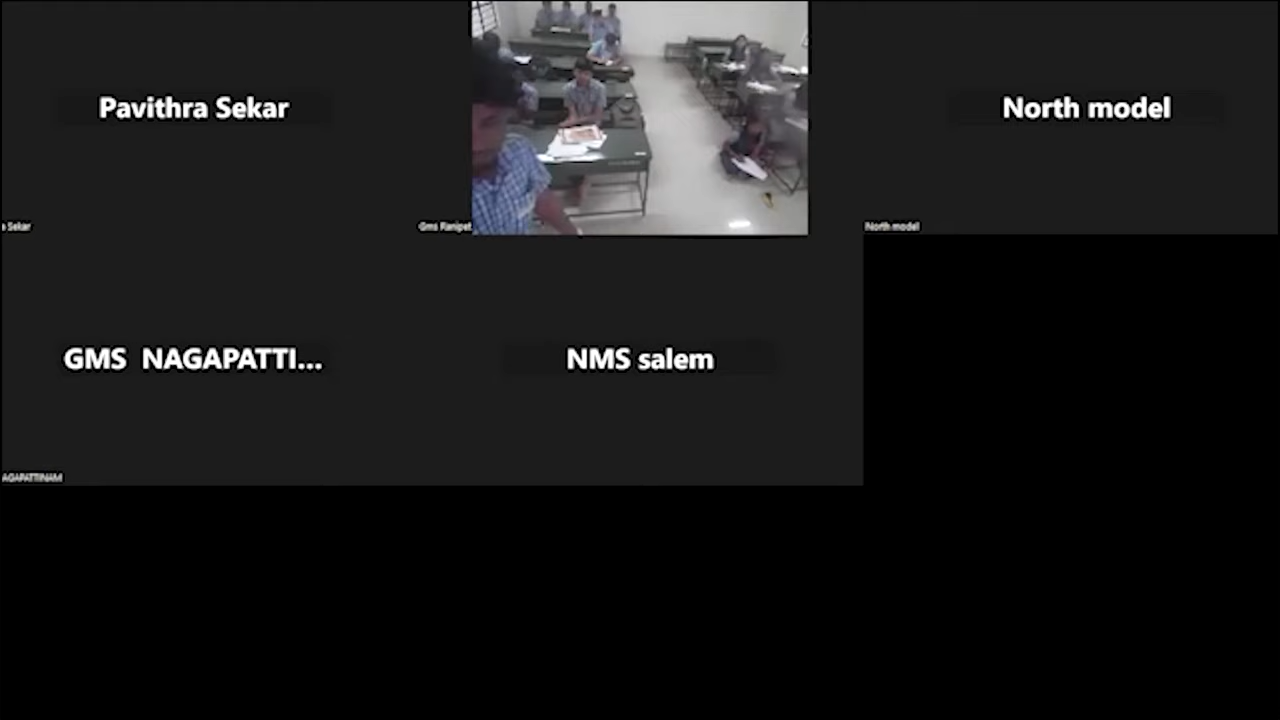 Pavithra Sekar
North model
a Sekar
Gms Ranipet
North model
GMS NAGAPATTI...
NMS salem
AGAPATTINAM